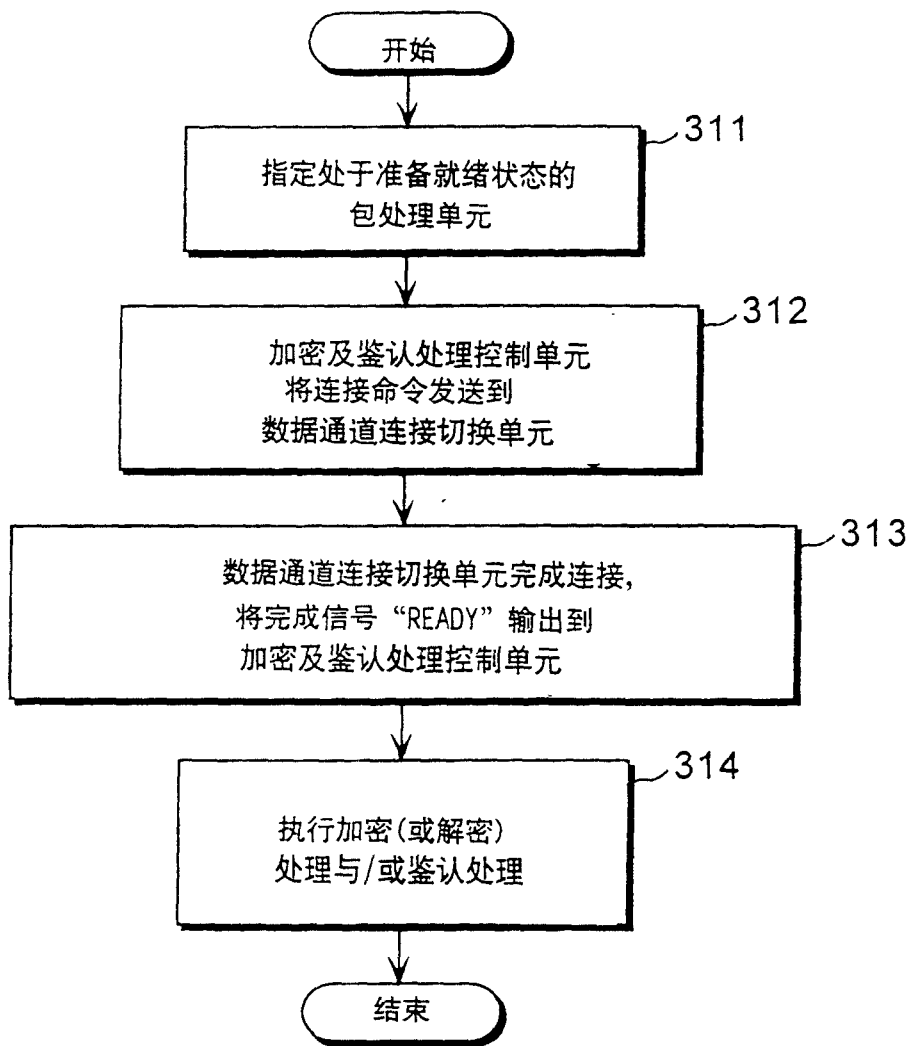 开始
311
指定处于准备就绪状态的
包处理单元
312
加密及鉴认处理控制单元
将连接命令发送到
数据通道连接切换单元
313
数据通道连接切换单元完成连接,
将完成信号“READY”输出到
加密及鉴认处理控制单元
314
执行加密(或解密)
处理与/或鉴认处理
结束